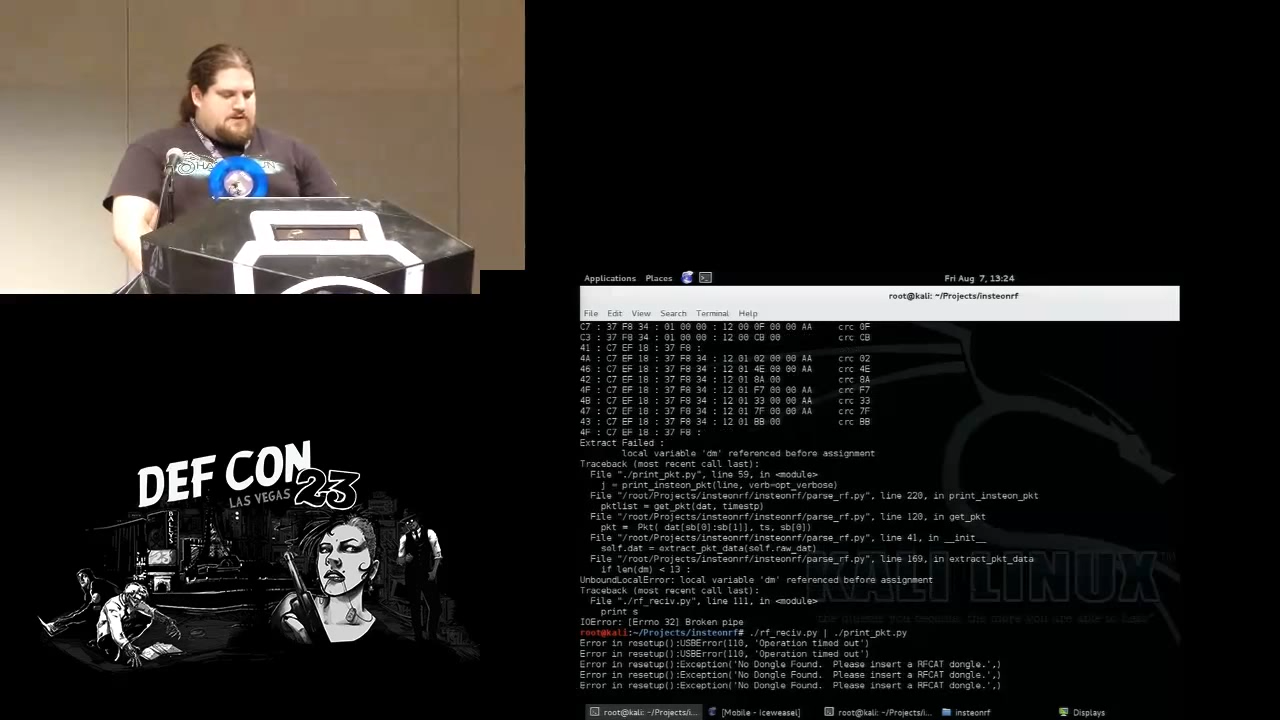 Applications Places Fri Aug 7, 13:24
root@kali: ~/Projects/insteonrf
File Edit View Search Terminal Help
C7 : 37 F8 34 : 01 00 00 : 12 00 0F 00 00 AA crc 0F
C3 : 37 F8 34 : 01 00 00 : 12 00 CB 00 crc CB
41 : C7 EF 18 : 37 F8 :
4A : C7 EF 18 : 37 F8 34 : 12 01 02 00 00 AA crc 02
46 : C7 EF 18 : 37 F8 34 : 12 01 4E 00 00 AA crc 4E
42 : C7 EF 18 : 37 F8 34 : 12 01 8A 00 crc 8A
4F : C7 EF 18 : 37 F8 34 : 12 01 F7 00 00 AA crc F7
4B : C7 EF 18 : 37 F8 34 : 12 01 33 00 00 AA crc 33
47 : C7 EF 18 : 37 F8 34 : 12 01 7F 00 00 AA crc 7F
43 : C7 EF 18 : 37 F8 34 : 12 01 BB 00 crc BB
4F : C7 EF 18 : 37 F8 :
Extract Failed :
local variable 'dm' referenced before assignment
Traceback (most recent call last):
File "./print_pkt.py", line 59, in <module>
j = print_insteon_pkt(line, verb=opt_verbose)
File "/root/Projects/insteonrf/insteonrf/parse_rf.py", line 220, in print_insteon_pkt
pktlist = get_pkt(dat, timestp)
File "/root/Projects/insteonrf/insteonrf/parse_rf.py", line 120, in get_pkt
pkt = Pkt( dat[sb[0]:sb[1]], ts, sb[0])
File "/root/Projects/insteonrf/insteonrf/parse_rf.py", line 41, in __init__
self.dat = extract_pkt_data(self.raw_dat)
File "/root/Projects/insteonrf/insteonrf/parse_rf.py", line 169, in extract_pkt_data
if len(dm) < 13 :
UnboundLocalError: local variable 'dm' referenced before assignment
Traceback (most recent call last):
File "./rf_reciv.py", line 111, in <module>
print s
IOError: [Errno 32] Broken pipe
root@kali:~/Projects/insteonrf# ./rf_reciv.py | ./print_pkt.py
Error in resetup():USBError(110, 'Operation timed out')
Error in resetup():USBError(110, 'Operation timed out')
Error in resetup():Exception('No Dongle Found. Please insert a RFCAT dongle.',)
Error in resetup():Exception('No Dongle Found. Please insert a RFCAT dongle.',)
Error in resetup():Exception('No Dongle Found. Please insert a RFCAT dongle.',)
KALI LINUX
root@kali: ~/Projects/i... [Mobile - Iceweasel] root@kali: ~/Projects/i... insteonrf Displays
DEF CON
LAS VEGAS 23
BALLYS